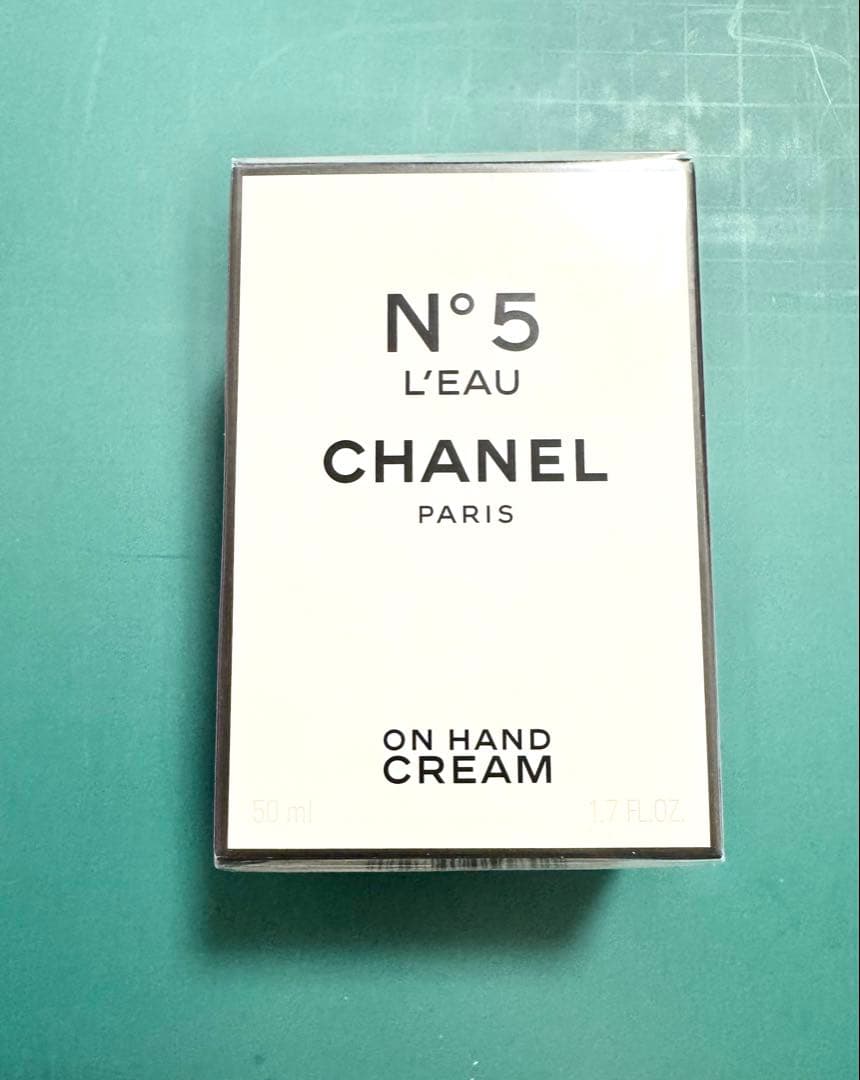 N° 5
L'EAU
CHANEL
PARIS
ON HAND
CREAM
50 ml 1.7 FL.OZ.